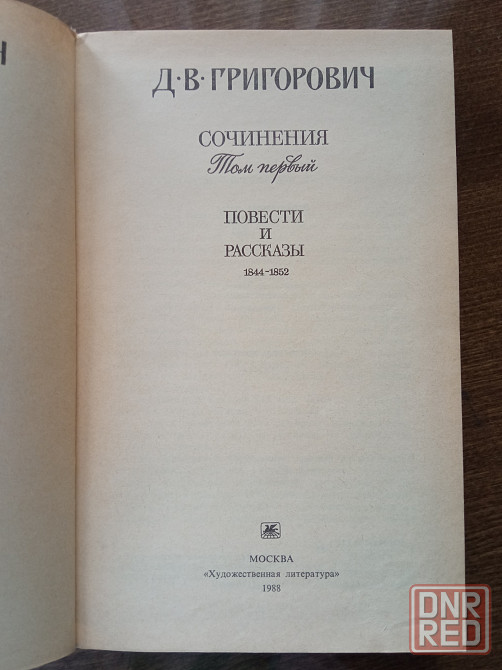 Д·В·ГРИГОРОВИЧ
СОЧИНЕНИЯ
Том первый
ПОВЕСТИ
И
РАССКАЗЫ
1844-1852
МОСКВА
«Художественная литература»
1988
DNR
RED